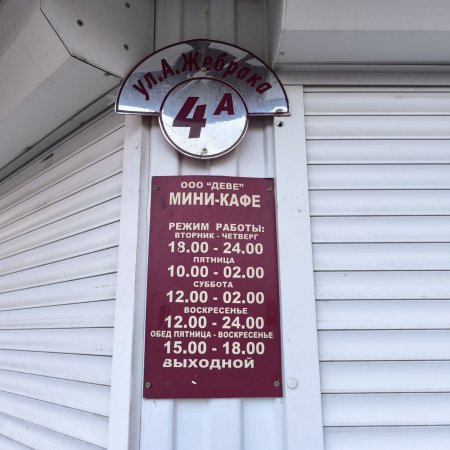 ул.А.Жебрака
4А
ООО "ДЕВЕ"
МИНИ-КАФЕ
РЕЖИМ РАБОТЫ:
ВТОРНИК - ЧЕТВЕРГ
18.00 - 24.00
ПЯТНИЦА
10.00 - 02.00
СУББОТА
12.00 - 02.00
ВОСКРЕСЕНЬЕ
12.00 - 24.00
ОБЕД ПЯТНИЦА - ВОСКРЕСЕНЬЕ
15.00 - 18.00
ВЫХОДНОЙ